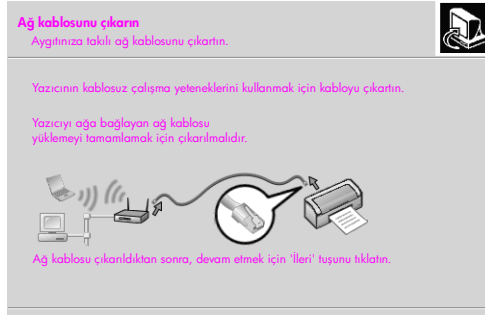 Ağ kablosunu çıkarın
Aygıtınıza takılı ağ kablosunu çıkartın.
Yazıcının kablosuz çalışma yeteneklerini kullanmak için kabloyu çıkartın.
Yazıcıyı ağa bağlayan ağ kablosu
yüklemeyi tamamlamak için çıkarılmalıdır.
Ağ kablosu çıkarıldıktan sonra, devam etmek için 'İleri' tuşunu tıklatın.